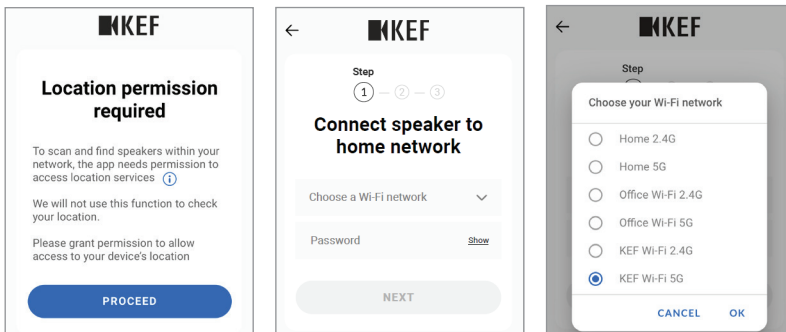 KEF
Location permission
required
To scan and find speakers within your
network, the app needs permission to
access location services
We will not use this function to check
your location.
Please grant permission to allow
access to your device's location
PROCEED
KEF
Step
1 2 3
Connect speaker to
home network
Choose a Wi-Fi network
Password Show
NEXT
KEF
Step
Choose your Wi-Fi network
Home 2.4G
Home 5G
Office Wi-Fi 2.4G
Office Wi-Fi 5G
KEF Wi-Fi 2.4G
KEF Wi-Fi 5G
CANCEL OK